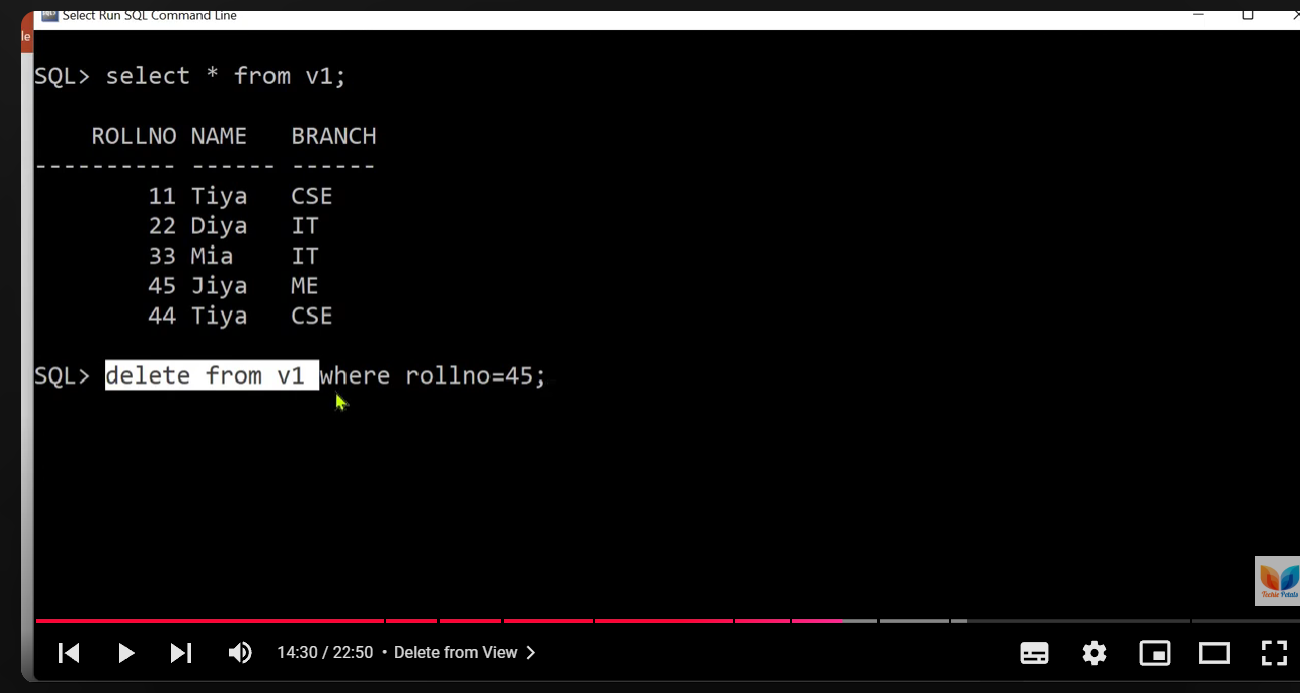 Select Run SQL Command Line
le
SQL> select * from v1;
ROLLNO NAME BRANCH
---------- ------ ------
11 Tiya CSE
22 Diya IT
33 Mia IT
45 Jiya ME
44 Tiya CSE
SQL> delete from v1 where rollno=45;
Techie Petals
14:30 / 22:50 • Delete from View >